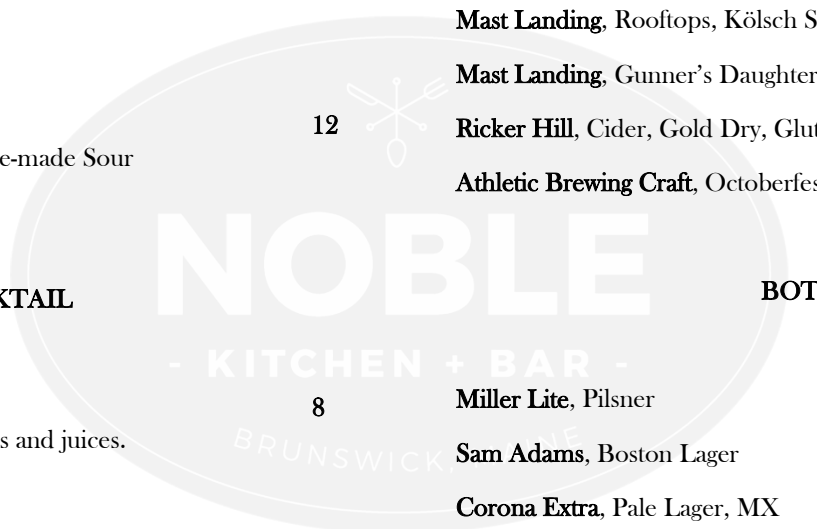 12
e-made Sour
KTAIL
8
s and juices.
Mast Landing, Rooftops, Kölsch S
Mast Landing, Gunner’s Daughter
Ricker Hill, Cider, Gold Dry, Glut
Athletic Brewing Craft, Octoberfes
BOT
Miller Lite, Pilsner
Sam Adams, Boston Lager
Corona Extra, Pale Lager, MX
NOBLE
- KITCHEN + BAR -
BRUNSWICK, MAINE